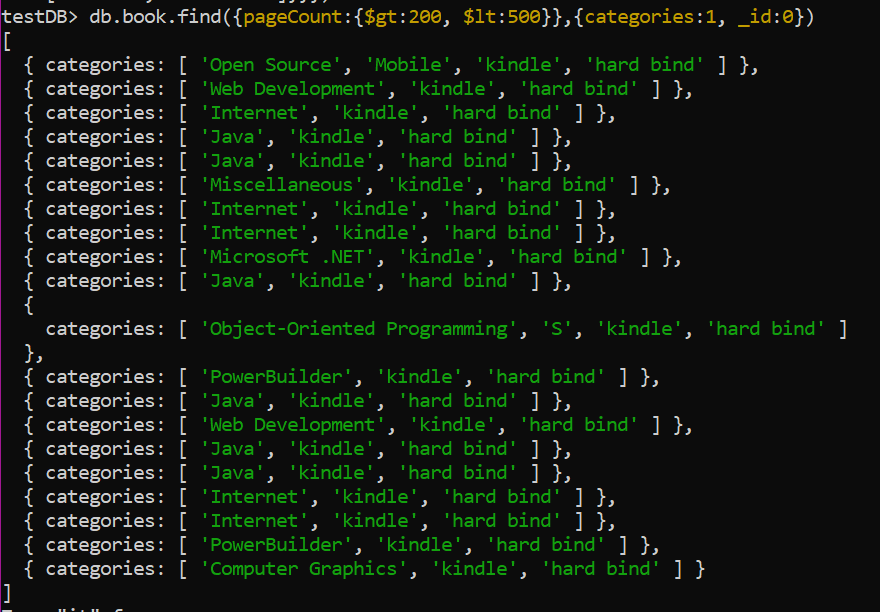 testDB> db.book.find({pageCount:{$gt:200, $lt:500}},{categories:1, _id:0})
[
  { categories: [ 'Open Source', 'Mobile', 'kindle', 'hard bind' ] },
  { categories: [ 'Web Development', 'kindle', 'hard bind' ] },
  { categories: [ 'Internet', 'kindle', 'hard bind' ] },
  { categories: [ 'Java', 'kindle', 'hard bind' ] },
  { categories: [ 'Java', 'kindle', 'hard bind' ] },
  { categories: [ 'Miscellaneous', 'kindle', 'hard bind' ] },
  { categories: [ 'Internet', 'kindle', 'hard bind' ] },
  { categories: [ 'Internet', 'kindle', 'hard bind' ] },
  { categories: [ 'Microsoft .NET', 'kindle', 'hard bind' ] },
  { categories: [ 'Java', 'kindle', 'hard bind' ] },
  {
    categories: [ 'Object-Oriented Programming', 'S', 'kindle', 'hard bind' ]
  },
  { categories: [ 'PowerBuilder', 'kindle', 'hard bind' ] },
  { categories: [ 'Java', 'kindle', 'hard bind' ] },
  { categories: [ 'Web Development', 'kindle', 'hard bind' ] },
  { categories: [ 'Java', 'kindle', 'hard bind' ] },
  { categories: [ 'Java', 'kindle', 'hard bind' ] },
  { categories: [ 'Internet', 'kindle', 'hard bind' ] },
  { categories: [ 'Internet', 'kindle', 'hard bind' ] },
  { categories: [ 'PowerBuilder', 'kindle', 'hard bind' ] },
  { categories: [ 'Computer Graphics', 'kindle', 'hard bind' ] }
]